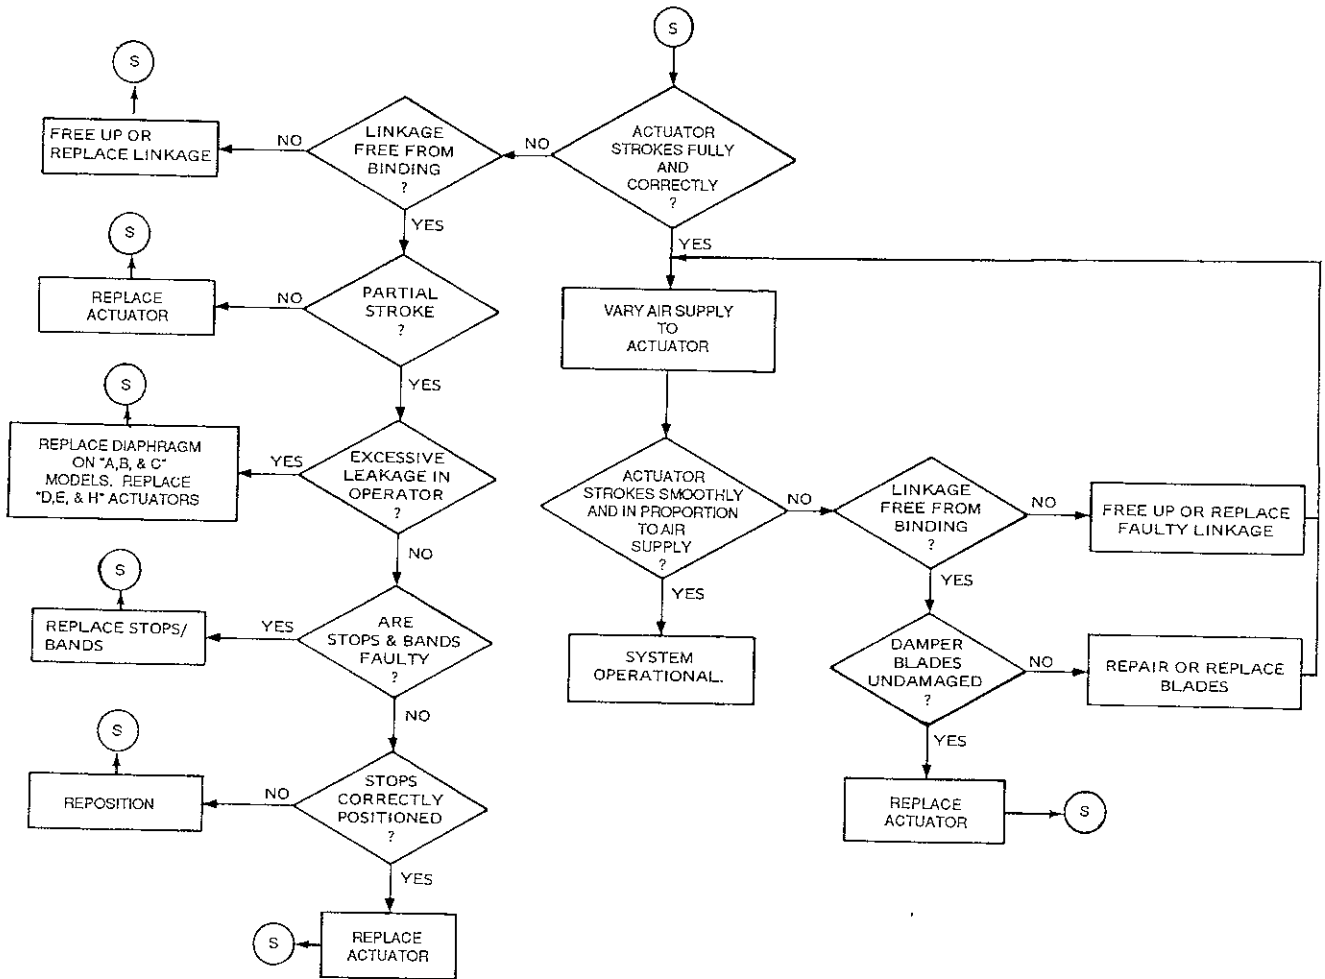 S
ACTUATOR
STROKES FULLY
AND
CORRECTLY
?
NO
LINKAGE
FREE FROM
BINDING
?
NO
FREE UP OR
REPLACE LINKAGE
S
YES
PARTIAL
STROKE
?
NO
REPLACE
ACTUATOR
S
YES
EXCESSIVE
LEAKAGE IN
OPERATOR
?
YES
REPLACE DIAPHRAGM
ON "A,B, & C"
MODELS. REPLACE
"D,E, & H" ACTUATORS
S
NO
ARE
STOPS & BANDS
FAULTY
?
YES
REPLACE STOPS/
BANDS
S
NO
STOPS
CORRECTLY
POSITIONED
?
NO
REPOSITION
S
YES
REPLACE
ACTUATOR
S
YES
VARY AIR SUPPLY
TO
ACTUATOR
ACTUATOR
STROKES SMOOTHLY
AND IN PROPORTION
TO AIR
SUPPLY
?
YES
SYSTEM
OPERATIONAL.
NO
LINKAGE
FREE FROM
BINDING
?
NO
FREE UP OR REPLACE
FAULTY LINKAGE
YES
DAMPER
BLADES
UNDAMAGED
?
NO
REPAIR OR REPLACE
BLADES
YES
REPLACE
ACTUATOR
S